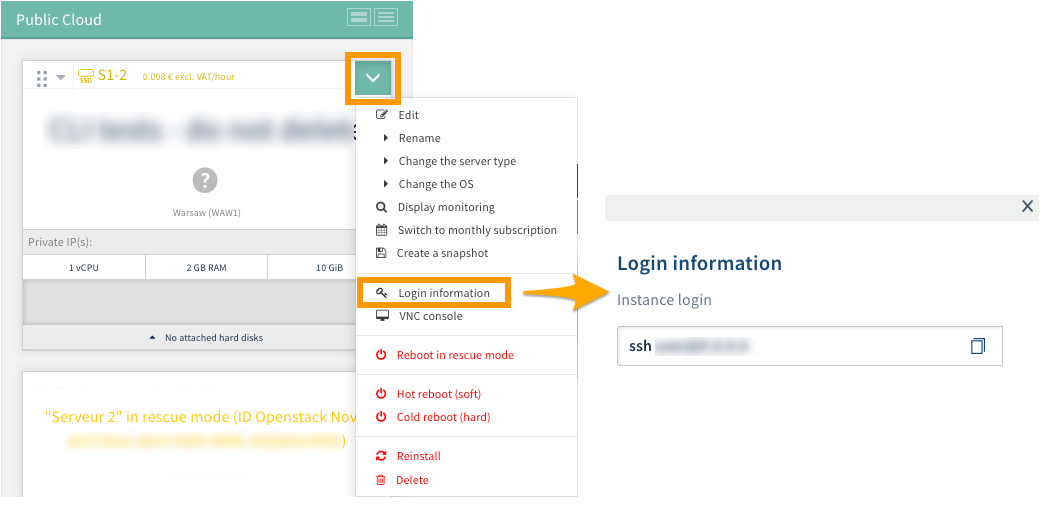 Public Cloud
SSD
S1-2
0.008 € excl. VAT/hour
?
Warsaw (WAW1)
Private IP(s):
1 vCPU
2 GB RAM
10 GiB
No attached hard disks
"Serveur 2" in rescue mode (ID Openstack Nov
)
Edit
Rename
Change the server type
Change the OS
Display monitoring
Switch to monthly subscription
Create a snapshot
Login information
VNC console
Reboot in rescue mode
Hot reboot (soft)
Cold reboot (hard)
Reinstall
Delete
X
Login information
Instance login
ssh